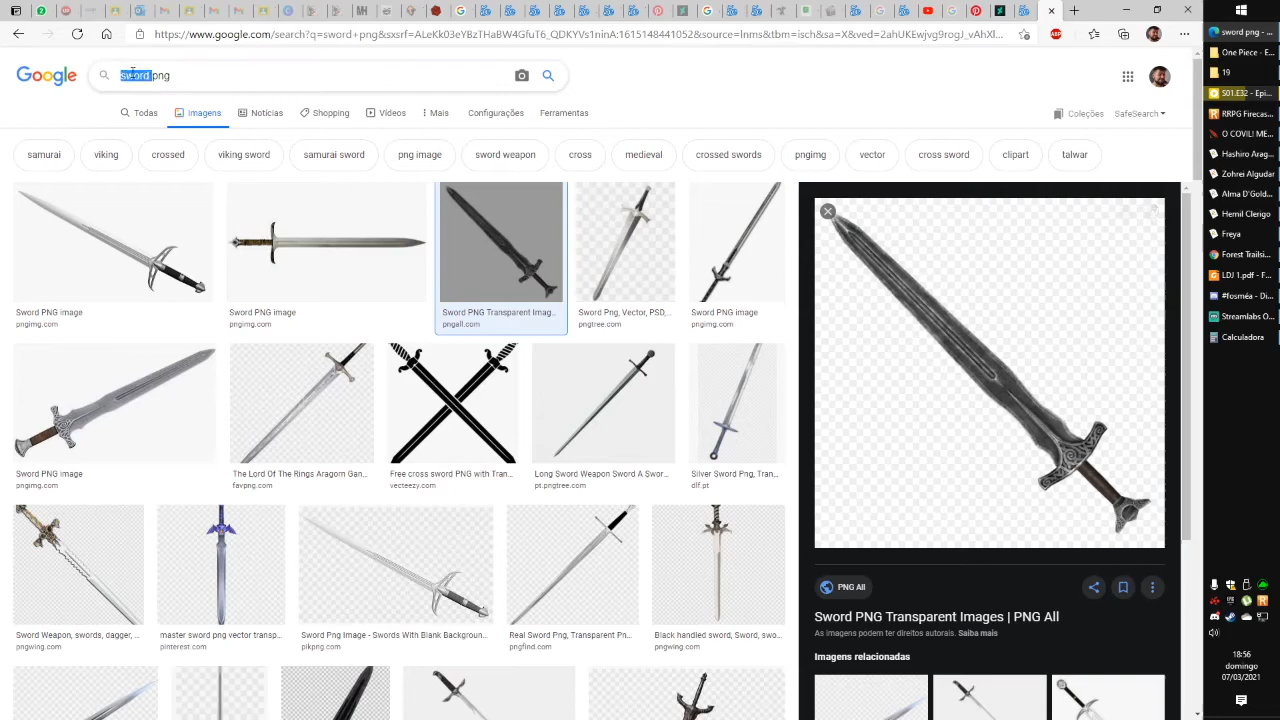 sword png - ...
https://www.google.com/search?q=sword+png&sxsrf=ALeKk03gYBzTHaBW4GfuT6_QDKYVs1ninA:1615148441052&source=lnms&tbm=isch&sa=X&ved=2ahUKEwjvg9rogJ_vAhXI...
ABP
Google
sword png
Todas
Imagens
Notícias
Shopping
Vídeos
Mais
Configurações
Ferramentas
Coleções
SafeSearch
samurai
viking
crossed
viking sword
samurai sword
png image
sword weapon
cross
medieval
crossed swords
pngimg
vector
cross sword
clipart
talwar
Sword PNG image
pngimg.com
Sword PNG image
pngimg.com
Sword PNG Transparent Imag...
pngall.com
Sword Png, Vector, PSD,...
pngtree.com
Sword PNG image
pngimg.com
Sword PNG image
pngimg.com
The Lord Of The Rings Aragorn Gan...
favpng.com
Free cross sword PNG with Tran...
vecteezy.com
Long Sword Weapon Sword A Swor...
pt.pngtree.com
Silver Sword Png, Tran...
dlf.pt
Sword Weapon, swords, dagger, ...
pngwing.com
master sword png vector transp...
pinterest.com
Sword Png Image - Swords With Blank Backgroun...
pikpng.com
Real Sword Png, Transparent Pn...
pngfind.com
Black handled sword, Sword, swo...
pngwing.com
PNG All
Sword PNG Transparent Images | PNG All
As imagens podem ter direitos autorais. Saiba mais
Imagens relacionadas
One Piece - E...
19
S01.E32 - Epi...
RRPG Firecas...
O COVIL! ME...
Hashiro Arag...
Zohrei Algudar
Alma D'Gold...
Hemil Clerigo
Freya
Forest Trailsi...
LDJ 1.pdf - F...
#fosméa - Di...
Streamlabs O...
Calculadora
18:56
domingo
07/03/2021